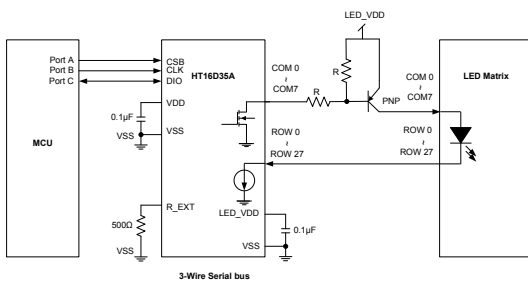 LED_VDD
Port A
Port B
Port C
CSB
CLK
DIO
HT16D35A
COM 0
~
COM7
R
R
PNP
COM 0
~
COM7
LED Matrix
VDD
0.1µF
VSS
VSS
MCU
ROW 0
~
ROW 27
ROW 0
~
ROW 27
R_EXT
500Ω
VSS
LED_VDD
0.1µF
VSS
3-Wire Serial bus